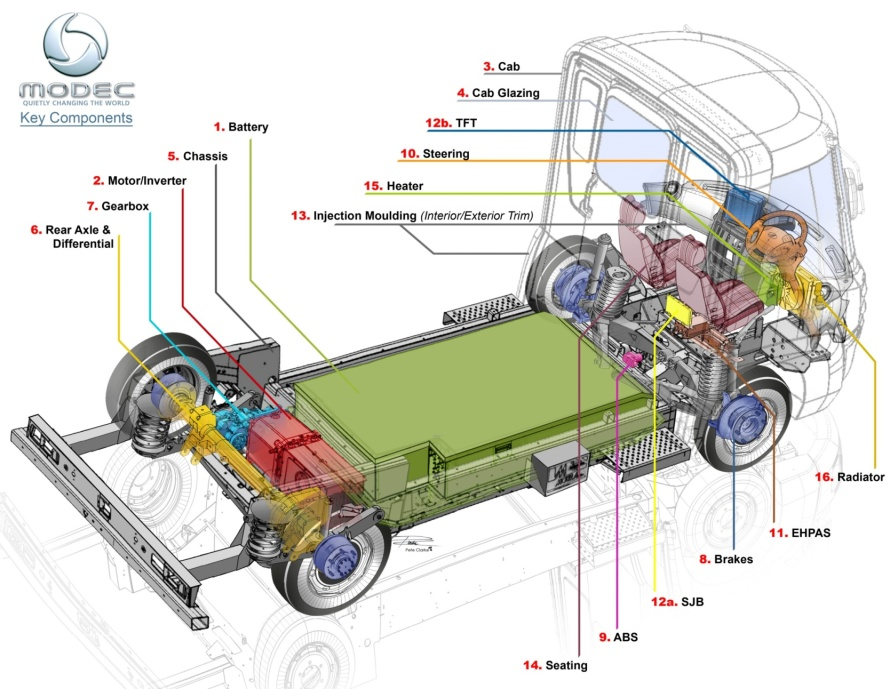 MODEC
QUIETLY CHANGING THE WORLD
Key Components
3. Cab
4. Cab Glazing
12b. TFT
1. Battery
10. Steering
5. Chassis
2. Motor/Inverter
15. Heater
7. Gearbox
13. Injection Moulding (Interior/Exterior Trim)
6. Rear Axle &
Differential
16. Radiator
11. EHPAS
8. Brakes
12a. SJB
9. ABS
14. Seating